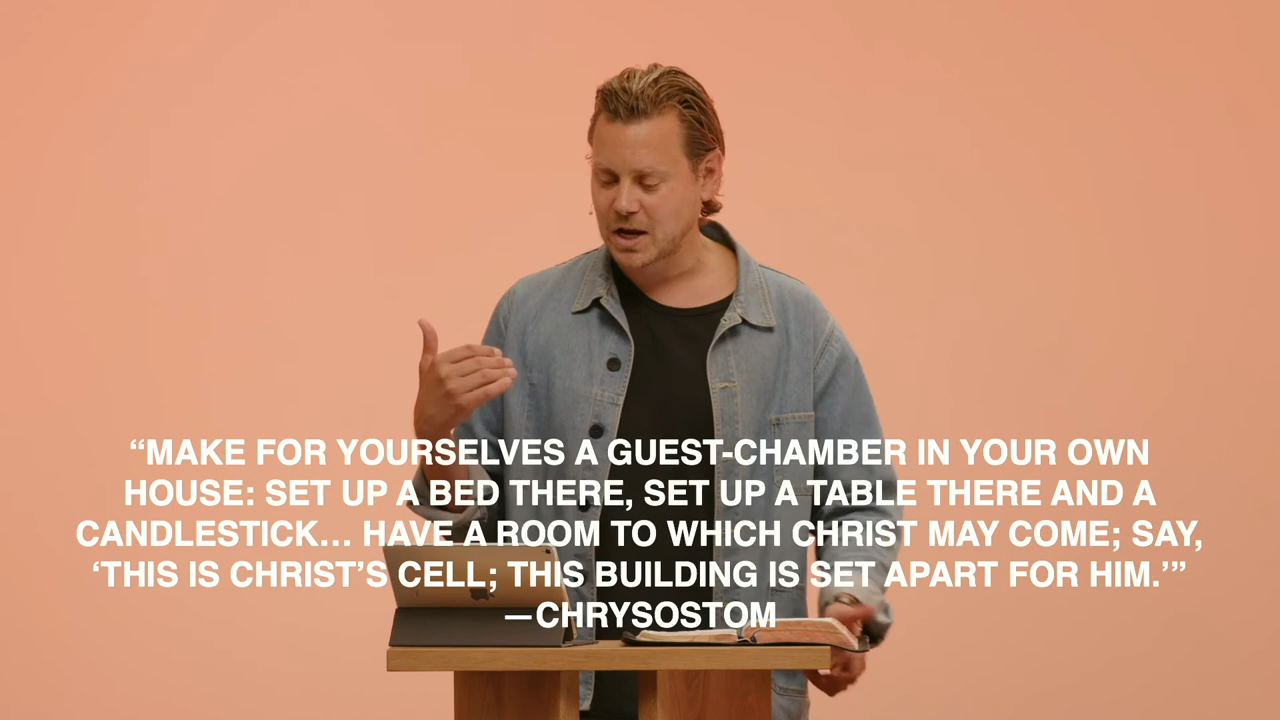 “MAKE FOR YOURSELVES A GUEST-CHAMBER IN YOUR OWN
HOUSE: SET UP A BED THERE, SET UP A TABLE THERE AND A
CANDLESTICK... HAVE A ROOM TO WHICH CHRIST MAY COME; SAY,
‘THIS IS CHRIST’S CELL; THIS BUILDING IS SET APART FOR HIM.’”
—CHRYSOSTOM